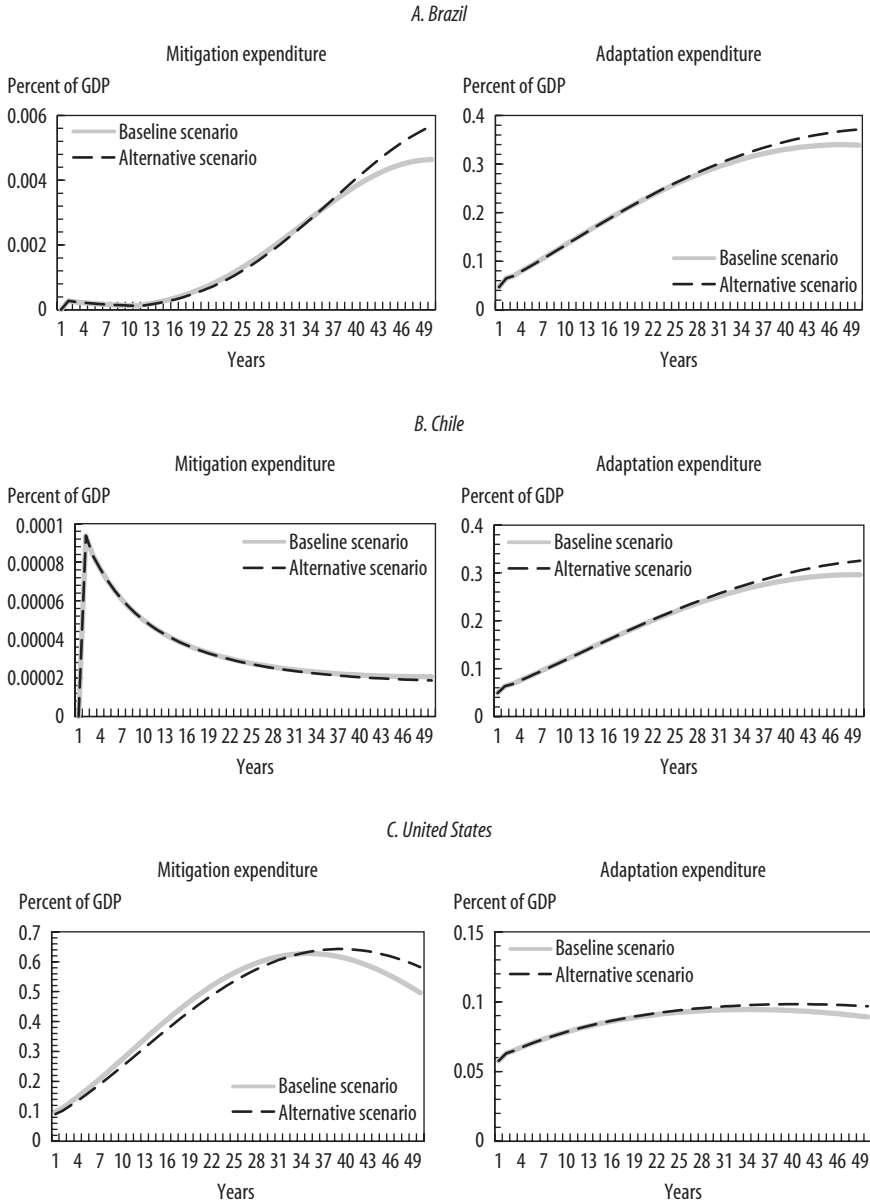 A. Brazil
Mitigation expenditure
Percent of GDP
0.006
0.004
0.002
0
Baseline scenario
Alternative scenario
1 4 7 10 13 16 19 22 25 28 31 34 37 40 43 46 49
Years
Adaptation expenditure
Percent of GDP
0.4
0.3
0.2
0.1
0
Baseline scenario
Alternative scenario
1 4 7 10 13 16 19 22 25 28 31 34 37 40 43 46 49
Years
B. Chile
Mitigation expenditure
Percent of GDP
0.0001
0.00008
0.00006
0.00004
0.00002
0
Baseline scenario
Alternative scenario
1 4 7 10 13 16 19 22 25 28 31 34 37 40 43 46 49
Years
Adaptation expenditure
Percent of GDP
0.4
0.3
0.2
0.1
0
Baseline scenario
Alternative scenario
1 4 7 10 13 16 19 22 25 28 31 34 37 40 43 46 49
Years
C. United States
Mitigation expenditure
Percent of GDP
0.7
0.6
0.5
0.4
0.3
0.2
0.1
0
Baseline scenario
Alternative scenario
1 4 7 10 13 16 19 22 25 28 31 34 37 40 43 46 49
Years
Adaptation expenditure
Percent of GDP
0.15
0.1
0.05
0
Baseline scenario
Alternative scenario
1 4 7 10 13 16 19 22 25 28 31 34 37 40 43 46 49
Years